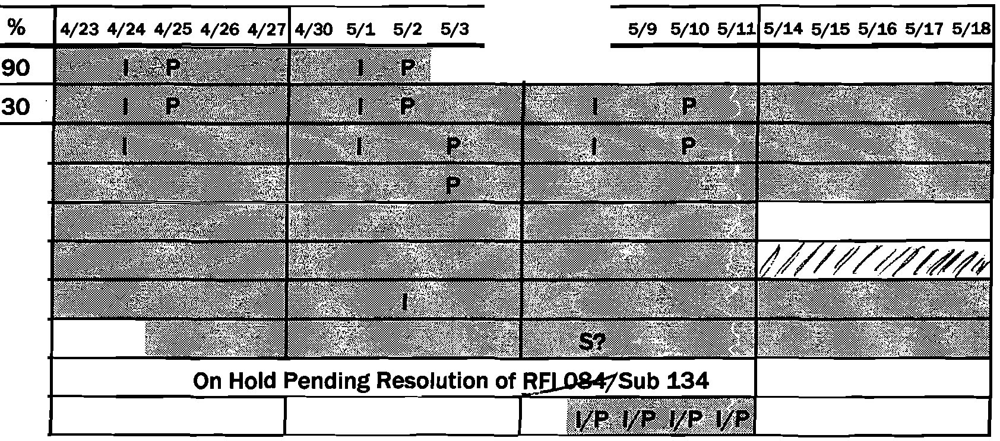 % 4/23 4/24 4/25 4/26 4/27 4/30 5/1 5/2 5/3 5/9 5/10 5/11 5/14 5/15 5/16 5/17 5/18
90 I P I P
30 I P I P I P
I I P I P
P
I
S?
On Hold Pending Resolution of RFI 084/Sub 134
I/P I/P I/P I/P